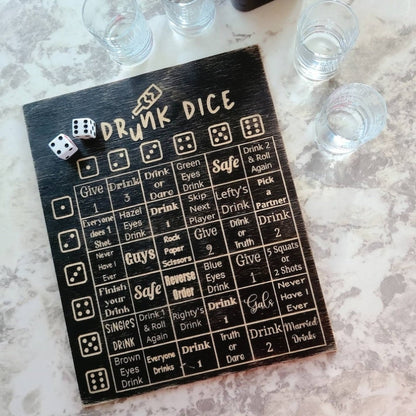 DRUNK DICE
Give
1
Drink
3
Drink
or
Dare
Green
Eyes
Drink
Safe
Drink 2
& Roll
Again
Everyone
does 1
Shot
Hazel
Eyes
Drink
Drink
1
Skip
Next
Player
Lefty's
Drink
Pick
a
Partner
Never
Have I
Ever
Guys
Rock
Paper
Scissors
Give
Drink
or
Truth
Drink
2
Finish
your
Drink
Safe
Reverse
Order
Blue
Eyes
Drink
Give
1
5 Squats
or
2 Shots
SINGLES
DRINK
Drink 1
& Roll
Again
Righty's
Drink
Drink
1
Gals
Never
Have I
Ever
Brown
Eyes
Drink
Everyone
Drinks
Drink
1
Truth
or
Dare
Drink
2
Married
Drinks